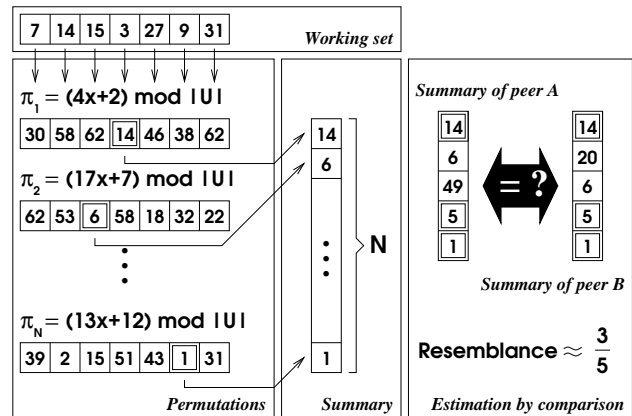 7 14 15 3 27 9 31
Working set
π1 = (4x+2) mod |U|
30 58 62 14 46 38 62
π2 = (17x+7) mod |U|
62 53 6 58 18 32 22
πN = (13x+12) mod |U|
39 2 15 51 43 1 31
Permutations
14
6
1
N
Summary
Summary of peer A
14 14
6 20
49 = ? 6
5 5
1 1
Summary of peer B
Resemblance ≈ 3/5
Estimation by comparison